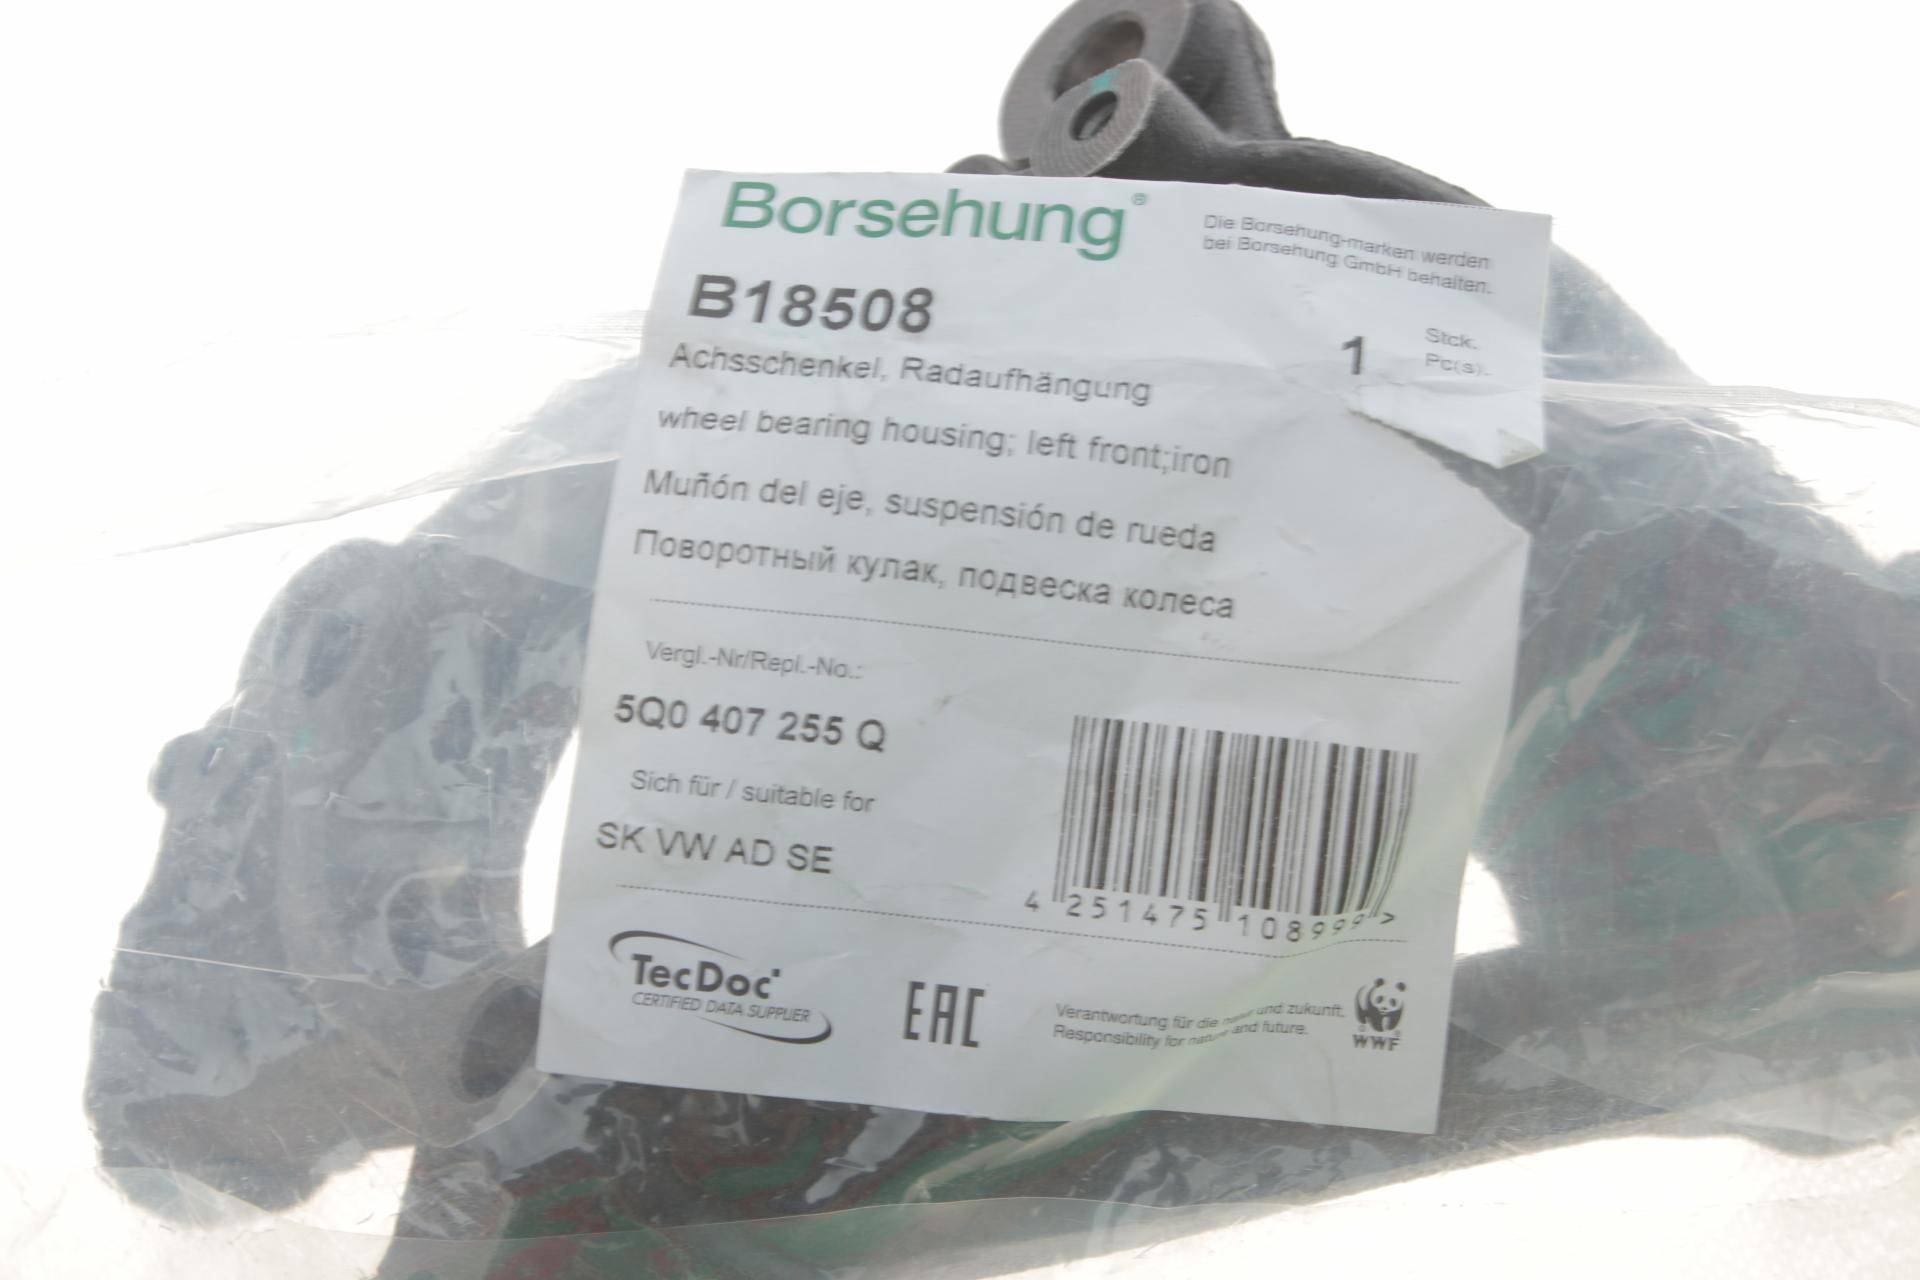 Borsehung®
Die Borsehung-marken werden
bei Borsehung GmbH behalten.
B18508
1 Stck.
Pc(s).
Achsschenkel, Radaufhängung
wheel bearing housing; left front;iron
Muñón del eje, suspensión de rueda
Поворотный кулак, подвеска колеса
Vergl.-Nr/Repl.-No.:
5Q0 407 255 Q
Sich für / suitable for
SK VW AD SE
4 251475 108999 >
TecDoc
CERTIFIED DATA SUPPLIER
EAC
Verantwortung für die natur und zukunft.
Responsibility for nature and future.
WWF